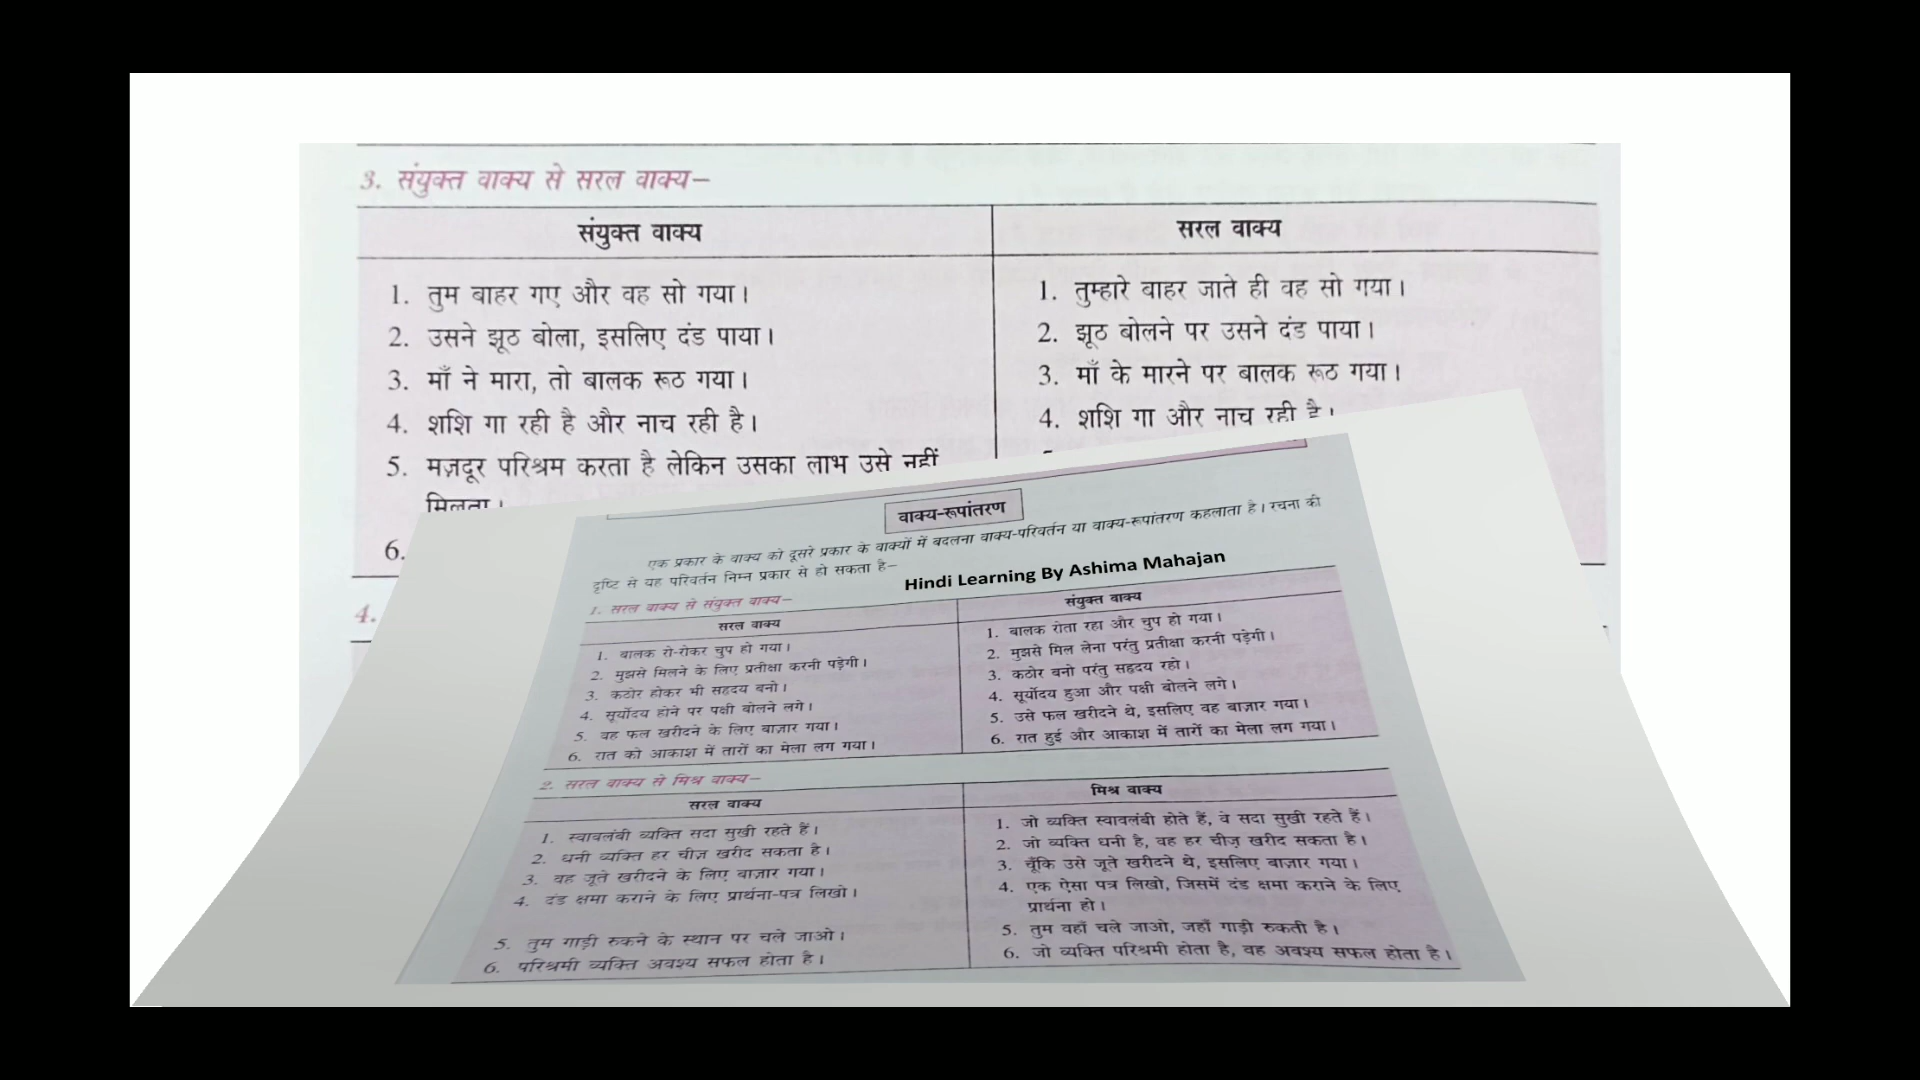 3. संयुक्त वाक्य से सरल वाक्य–
संयुक्त वाक्य
सरल वाक्य
1. तुम बाहर गए और वह सो गया।
1. तुम्हारे बाहर जाते ही वह सो गया।
2. उसने झूठ बोला, इसलिए दंड पाया।
2. झूठ बोलने पर उसने दंड पाया।
3. माँ ने मारा, तो बालक रूठ गया।
3. माँ के मारने पर बालक रूठ गया।
4. शशि गा रही है और नाच रही है।
4. शशि गा और नाच रही है।
5. मज़दूर परिश्रम करता है लेकिन उसका लाभ उसे नहीं
मिलता।
6.
4.
वाक्य-रूपांतरण
एक प्रकार के वाक्य को दूसरे प्रकार के वाक्यों में बदलना वाक्य-परिवर्तन या वाक्य-रूपांतरण कहलाता है। रचना की
दृष्टि से यह परिवर्तन निम्न प्रकार से हो सकता है–
Hindi Learning By Ashima Mahajan
1. सरल वाक्य से संयुक्त वाक्य–
सरल वाक्य
संयुक्त वाक्य
1. बालक रो-रोकर चुप हो गया।
1. बालक रोता रहा और चुप हो गया।
2. मुझसे मिलने के लिए प्रतीक्षा करनी पड़ेगी।
2. मुझसे मिल लेना परंतु प्रतीक्षा करनी पड़ेगी।
3. कठोर होकर भी सहृदय बनो।
3. कठोर बनो परंतु सहृदय रहो।
4. सूर्योदय होने पर पक्षी बोलने लगे।
4. सूर्योदय हुआ और पक्षी बोलने लगे।
5. वह फल खरीदने के लिए बाज़ार गया।
5. उसे फल खरीदने थे, इसलिए वह बाज़ार गया।
6. रात को आकाश में तारों का मेला लग गया।
6. रात हुई और आकाश में तारों का मेला लग गया।
2. सरल वाक्य से मिश्र वाक्य–
सरल वाक्य
मिश्र वाक्य
1. स्वावलंबी व्यक्ति सदा सुखी रहते हैं।
1. जो व्यक्ति स्वावलंबी होते हैं, वे सदा सुखी रहते हैं।
2. धनी व्यक्ति हर चीज़ खरीद सकता है।
2. जो व्यक्ति धनी है, वह हर चीज़ खरीद सकता है।
3. वह जूते खरीदने के लिए बाज़ार गया।
3. चूँकि उसे जूते खरीदने थे, इसलिए बाज़ार गया।
4. दंड क्षमा कराने के लिए प्रार्थना-पत्र लिखो।
4. एक ऐसा पत्र लिखो, जिसमें दंड क्षमा कराने के लिए
प्रार्थना हो।
5. तुम गाड़ी रुकने के स्थान पर चले जाओ।
5. तुम वहाँ चले जाओ, जहाँ गाड़ी रुकती है।
6. परिश्रमी व्यक्ति अवश्य सफल होता है।
6. जो व्यक्ति परिश्रमी होता है, वह अवश्य सफल होता है।